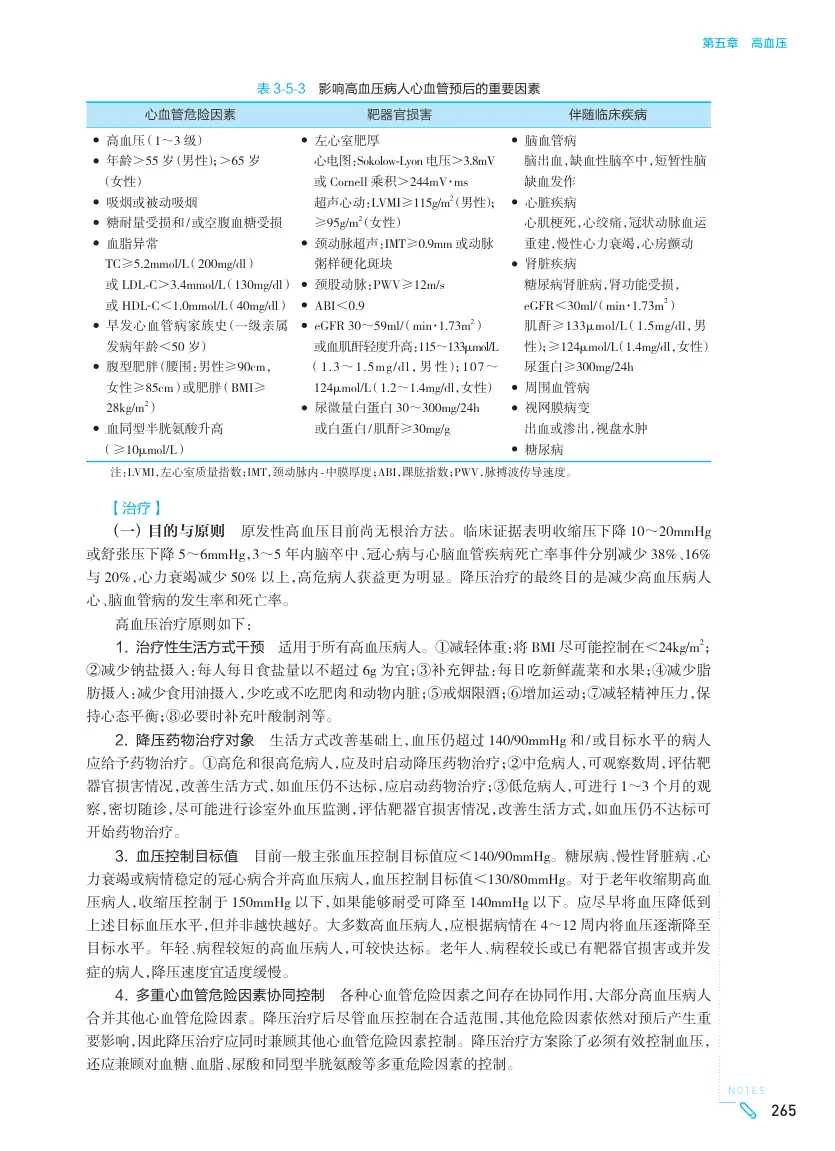 第五章 高血压
表 3-5-3 影响高血压病人心血管预后的重要因素
心血管危险因素
● 高血压(1～3 级)
● 年龄＞55 岁(男性);＞65 岁
(女性)
● 吸烟或被动吸烟
● 糖耐量受损和/或空腹血糖受损
● 血脂异常
TC≥5.2mmol/L(200mg/dl)
或 LDL-C＞3.4mmol/L(130mg/dl)
或 HDL-C＜1.0mmol/L(40mg/dl)
● 早发心血管病家族史(一级亲属
发病年龄＜50 岁)
● 腹型肥胖(腰围:男性≥90cm,
女性≥85cm)或肥胖(BMI≥
28kg/m²)
● 血同型半胱氨酸升高
(≥10μmol/L)
靶器官损害
● 左心室肥厚
心电图:Sokolow-Lyon 电压＞3.8mV
或 Cornell 乘积＞244mV·ms
超声心动:LVMI≥115g/m²(男性);
≥95g/m²(女性)
● 颈动脉超声:IMT≥0.9mm 或动脉
粥样硬化斑块
● 颈股动脉:PWV≥12m/s
● ABI＜0.9
● eGFR 30～59ml/(min·1.73m²)
或血肌酐轻度升高:115～133μmol/L
(1.3～1.5mg/dl,男性);107～
124μmol/L(1.2～1.4mg/dl,女性)
● 尿微量白蛋白 30～300mg/24h
或白蛋白/肌酐≥30mg/g
伴随临床疾病
● 脑血管病
脑出血,缺血性脑卒中,短暂性脑
缺血发作
● 心脏疾病
心肌梗死,心绞痛,冠状动脉血运
重建,慢性心力衰竭,心房颤动
● 肾脏疾病
糖尿病肾脏病,肾功能受损,
eGFR＜30ml/(min·1.73m²)
肌酐≥133μmol/L(1.5mg/dl,男
性);≥124μmol/L(1.4mg/dl,女性)
尿蛋白≥300mg/24h
● 周围血管病
● 视网膜病变
出血或渗出,视盘水肿
● 糖尿病
注:LVMI,左心室质量指数;IMT,颈动脉内-中膜厚度;ABI,踝肱指数;PWV,脉搏波传导速度。
【治疗】
(一)目的与原则 原发性高血压目前尚无根治方法。临床证据表明收缩压下降 10～20mmHg
或舒张压下降 5～6mmHg,3～5 年内脑卒中、冠心病与心脑血管疾病死亡率事件分别减少 38%、16%
与 20%,心力衰竭减少 50% 以上,高危病人获益更为明显。降压治疗的最终目的是减少高血压病人
心、脑血管病的发生率和死亡率。
高血压治疗原则如下:
1. 治疗性生活方式干预 适用于所有高血压病人。①减轻体重:将 BMI 尽可能控制在＜24kg/m²;
②减少钠盐摄入:每人每日食盐量以不超过 6g 为宜;③补充钾盐:每日吃新鲜蔬菜和水果;④减少脂
肪摄入:减少食用油摄入,少吃或不吃肥肉和动物内脏;⑤戒烟限酒;⑥增加运动;⑦减轻精神压力,保
持心态平衡;⑧必要时补充叶酸制剂等。
2. 降压药物治疗对象 生活方式改善基础上,血压仍超过 140/90mmHg 和/或目标水平的病人
应给予药物治疗。①高危和很高危病人,应及时启动降压药物治疗;②中危病人,可观察数周,评估靶
器官损害情况,改善生活方式,如血压仍不达标,应启动药物治疗;③低危病人,可进行 1～3 个月的观
察,密切随诊,尽可能进行诊室外血压监测,评估靶器官损害情况,改善生活方式,如血压仍不达标可
开始药物治疗。
3. 血压控制目标值 目前一般主张血压控制目标值应＜140/90mmHg。糖尿病、慢性肾脏病、心
力衰竭或病情稳定的冠心病合并高血压病人,血压控制目标值＜130/80mmHg。对于老年收缩期高血
压病人,收缩压控制于 150mmHg 以下,如果能够耐受可降至 140mmHg 以下。应尽早将血压降低到
上述目标血压水平,但并非越快越好。大多数高血压病人,应根据病情在 4～12 周内将血压逐渐降至
目标水平。年轻、病程较短的高血压病人,可较快达标。老年人、病程较长或已有靶器官损害或并发
症的病人,降压速度宜适度缓慢。
4. 多重心血管危险因素协同控制 各种心血管危险因素之间存在协同作用,大部分高血压病人
合并其他心血管危险因素。降压治疗后尽管血压控制在合适范围,其他危险因素依然对预后产生重
要影响,因此降压治疗应同时兼顾其他心血管危险因素控制。降压治疗方案除了必须有效控制血压,
还应兼顾对血糖、血脂、尿酸和同型半胱氨酸等多重危险因素的控制。
NOTES
265